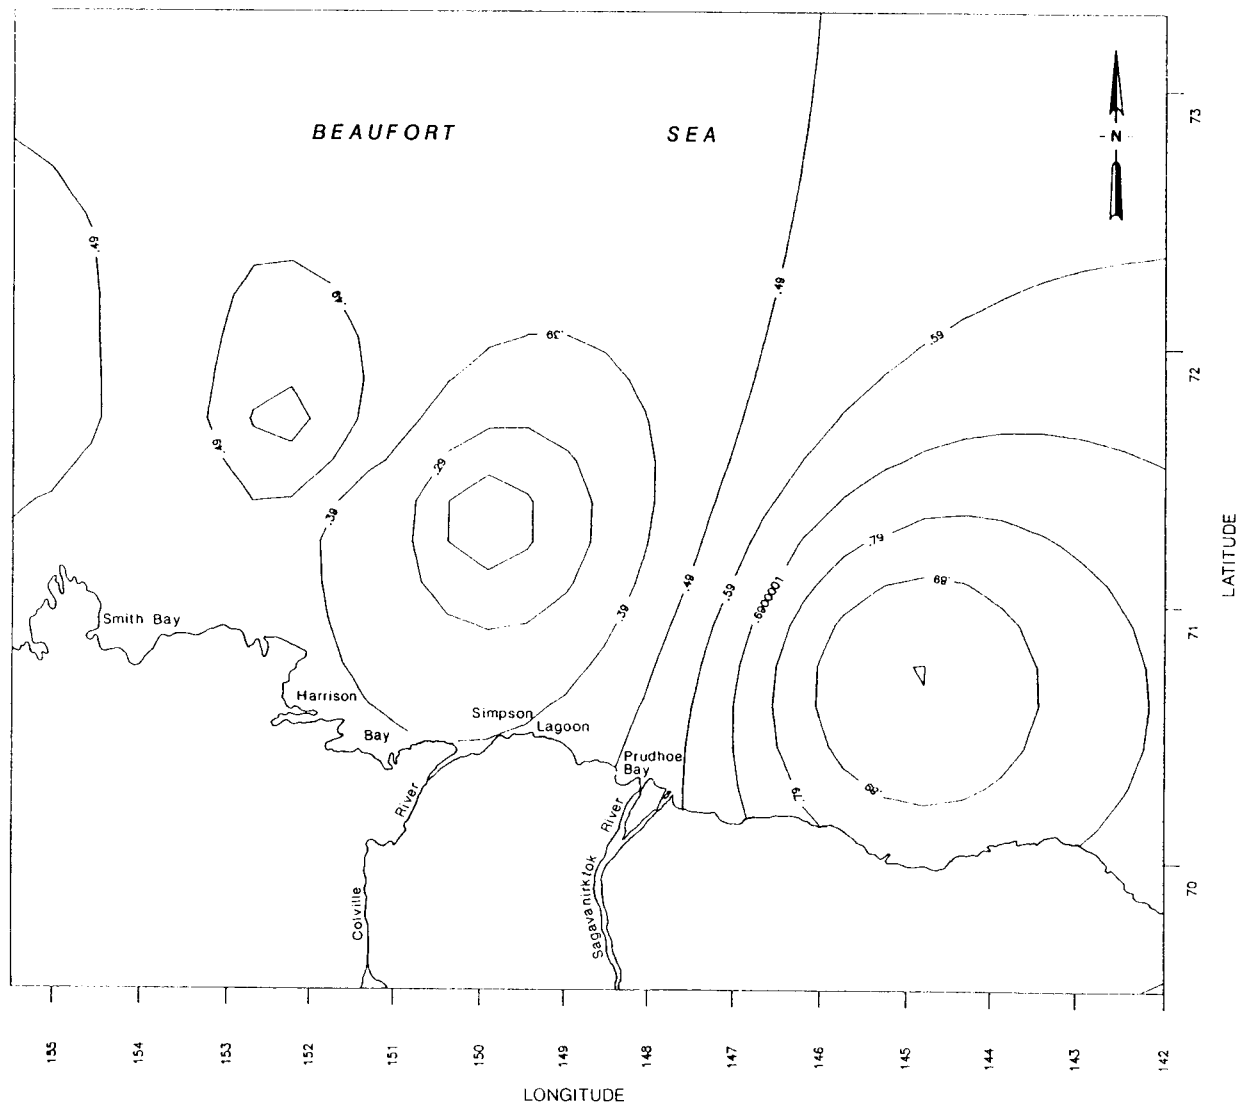 BEAUFORT SEA
N
73
.49
.49
.49
.59
.39
72
.49
.29
.39
.79
LATITUDE
.49
.59
.6900001
.89
.39
71
Smith Bay
Harrison
Bay
Simpson
Lagoon
Prudhoe
Bay
.89
.79
River
River
Colville
Sagavanirktok
70
155
154
153
152
151
150
149
148
147
146
145
144
143
142
LONGITUDE